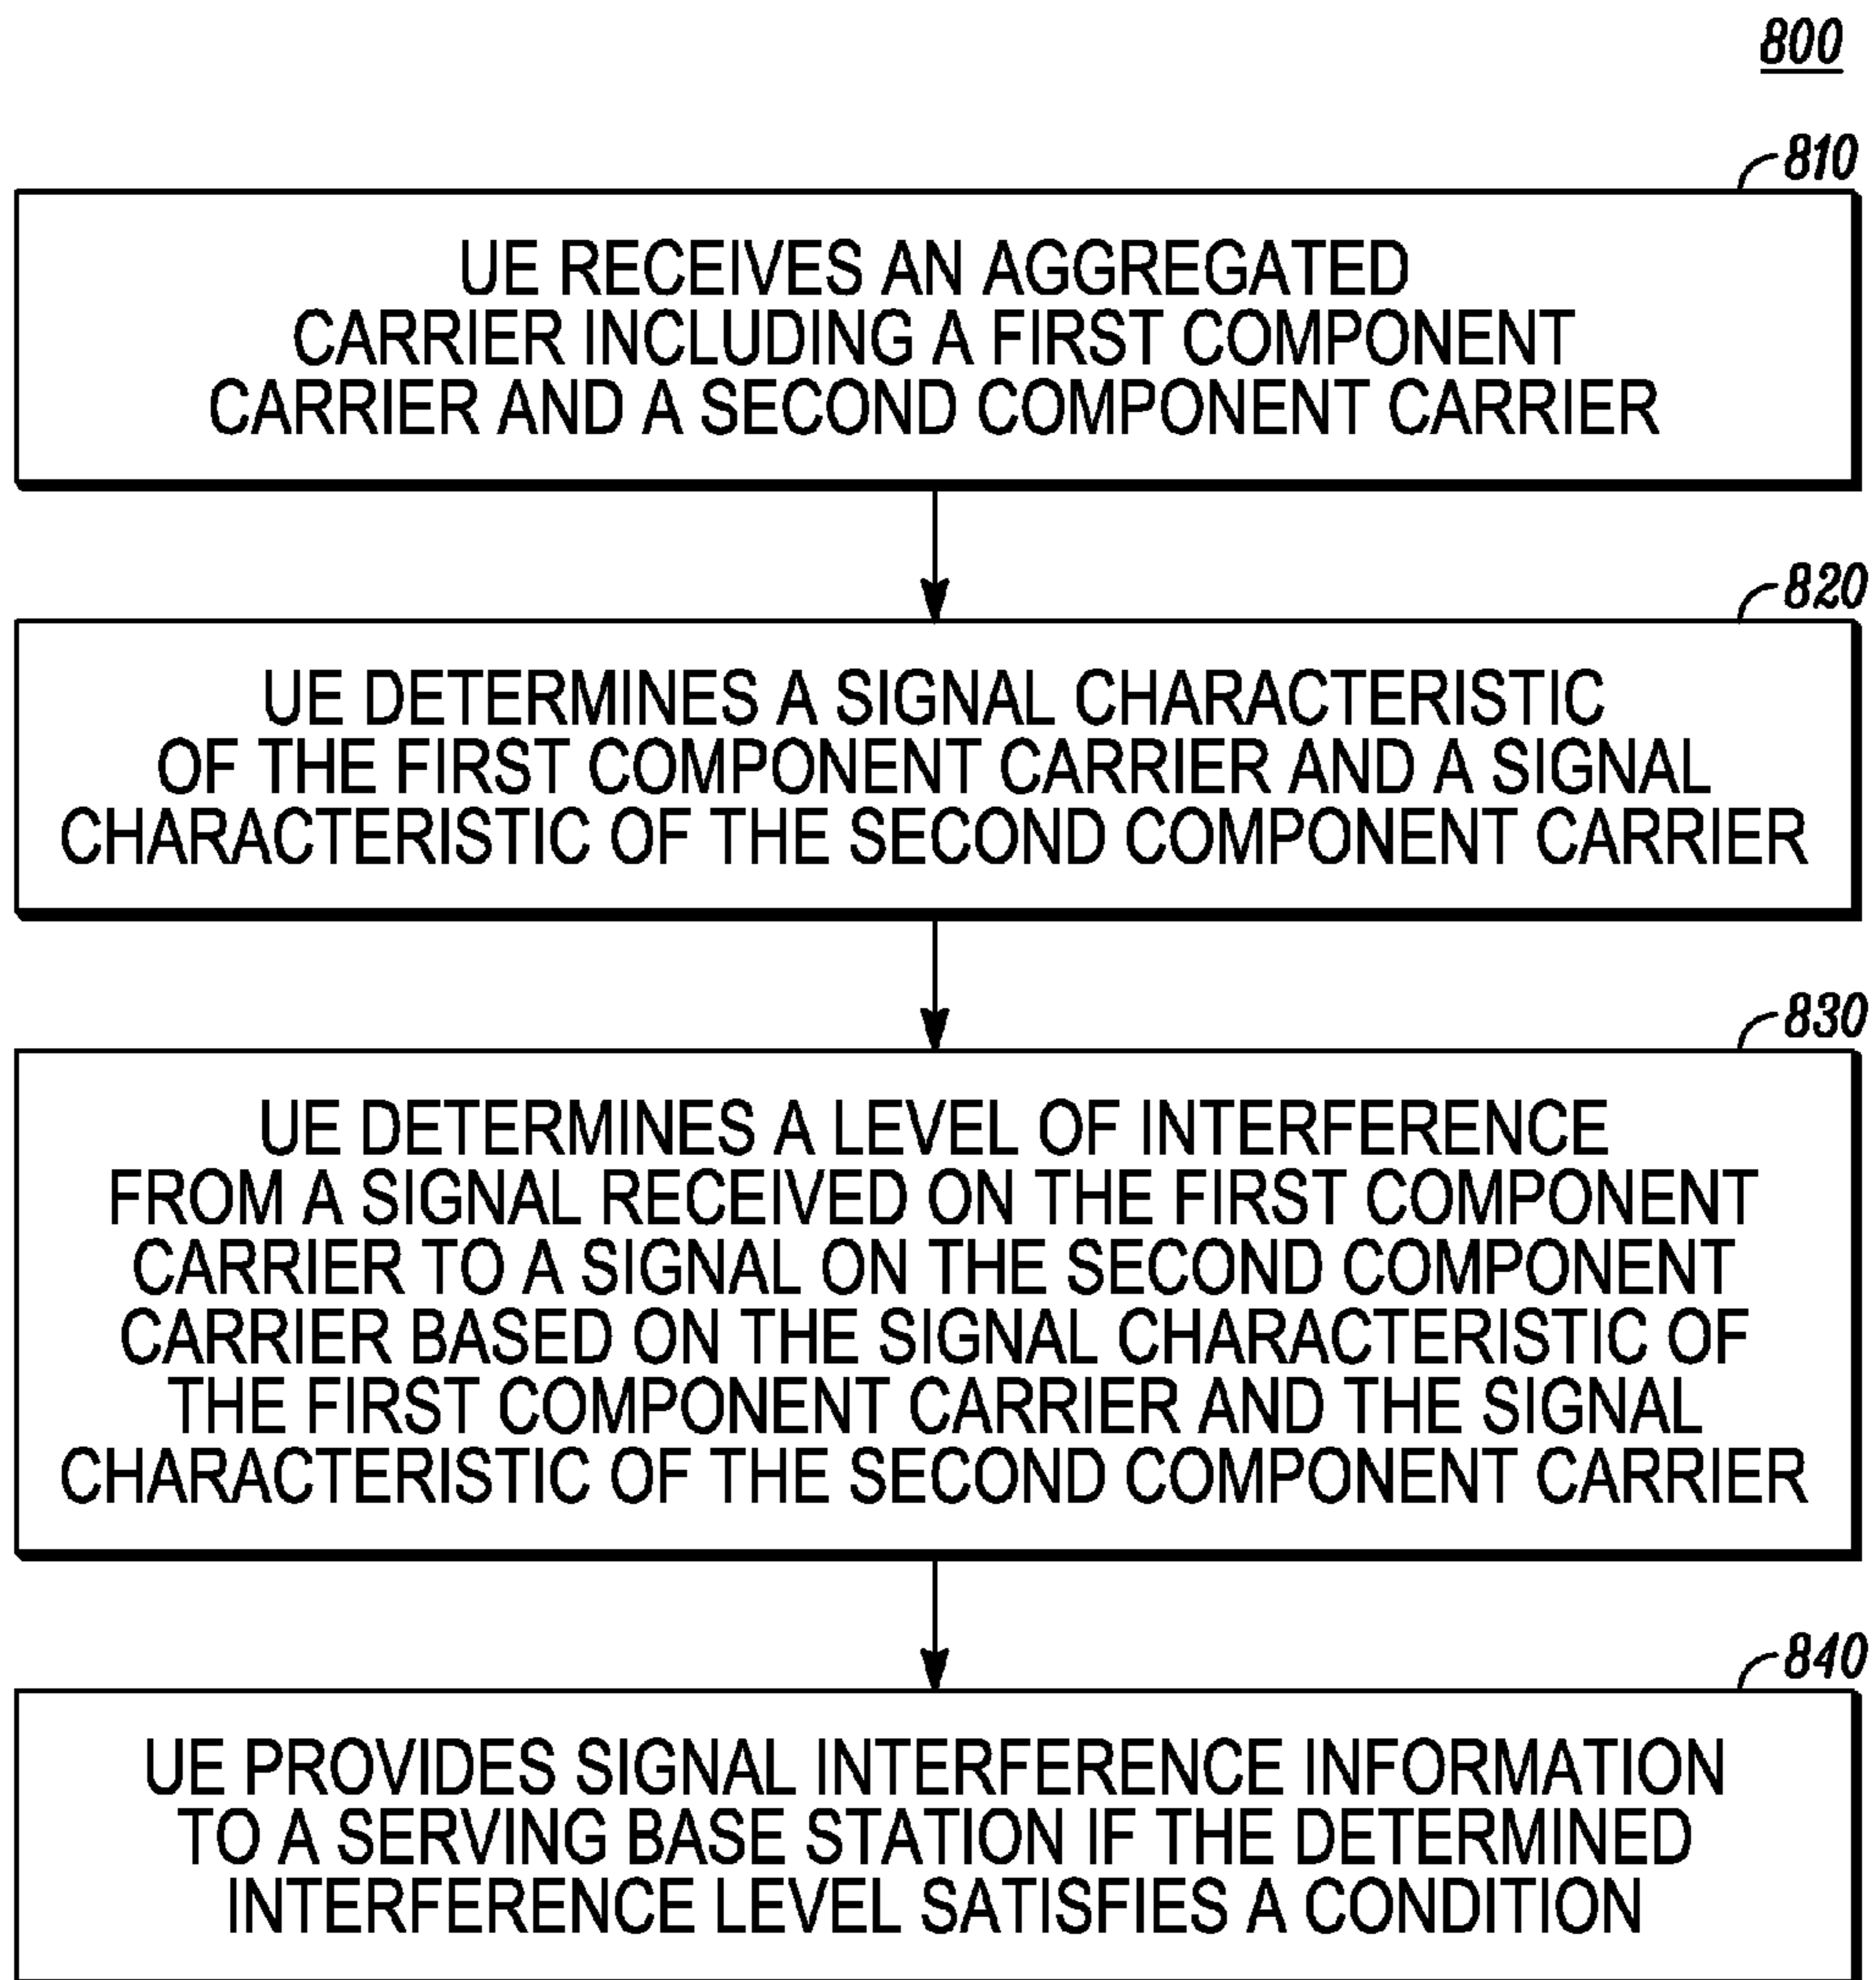 800
810
UE RECEIVES AN AGGREGATED
CARRIER INCLUDING A FIRST COMPONENT
CARRIER AND A SECOND COMPONENT CARRIER
820
UE DETERMINES A SIGNAL CHARACTERISTIC
OF THE FIRST COMPONENT CARRIER AND A SIGNAL
CHARACTERISTIC OF THE SECOND COMPONENT CARRIER
830
UE DETERMINES A LEVEL OF INTERFERENCE
FROM A SIGNAL RECEIVED ON THE FIRST COMPONENT
CARRIER TO A SIGNAL ON THE SECOND COMPONENT
CARRIER BASED ON THE SIGNAL CHARACTERISTIC OF
THE FIRST COMPONENT CARRIER AND THE SIGNAL
CHARACTERISTIC OF THE SECOND COMPONENT CARRIER
840
UE PROVIDES SIGNAL INTERFERENCE INFORMATION
TO A SERVING BASE STATION IF THE DETERMINED
INTERFERENCE LEVEL SATISFIES A CONDITION